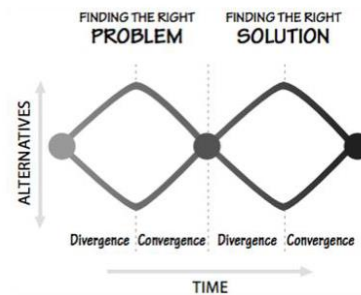 FINDING THE RIGHT
PROBLEM
FINDING THE RIGHT
SOLUTION
ALTERNATIVES
Divergence Convergence Divergence Convergence
TIME